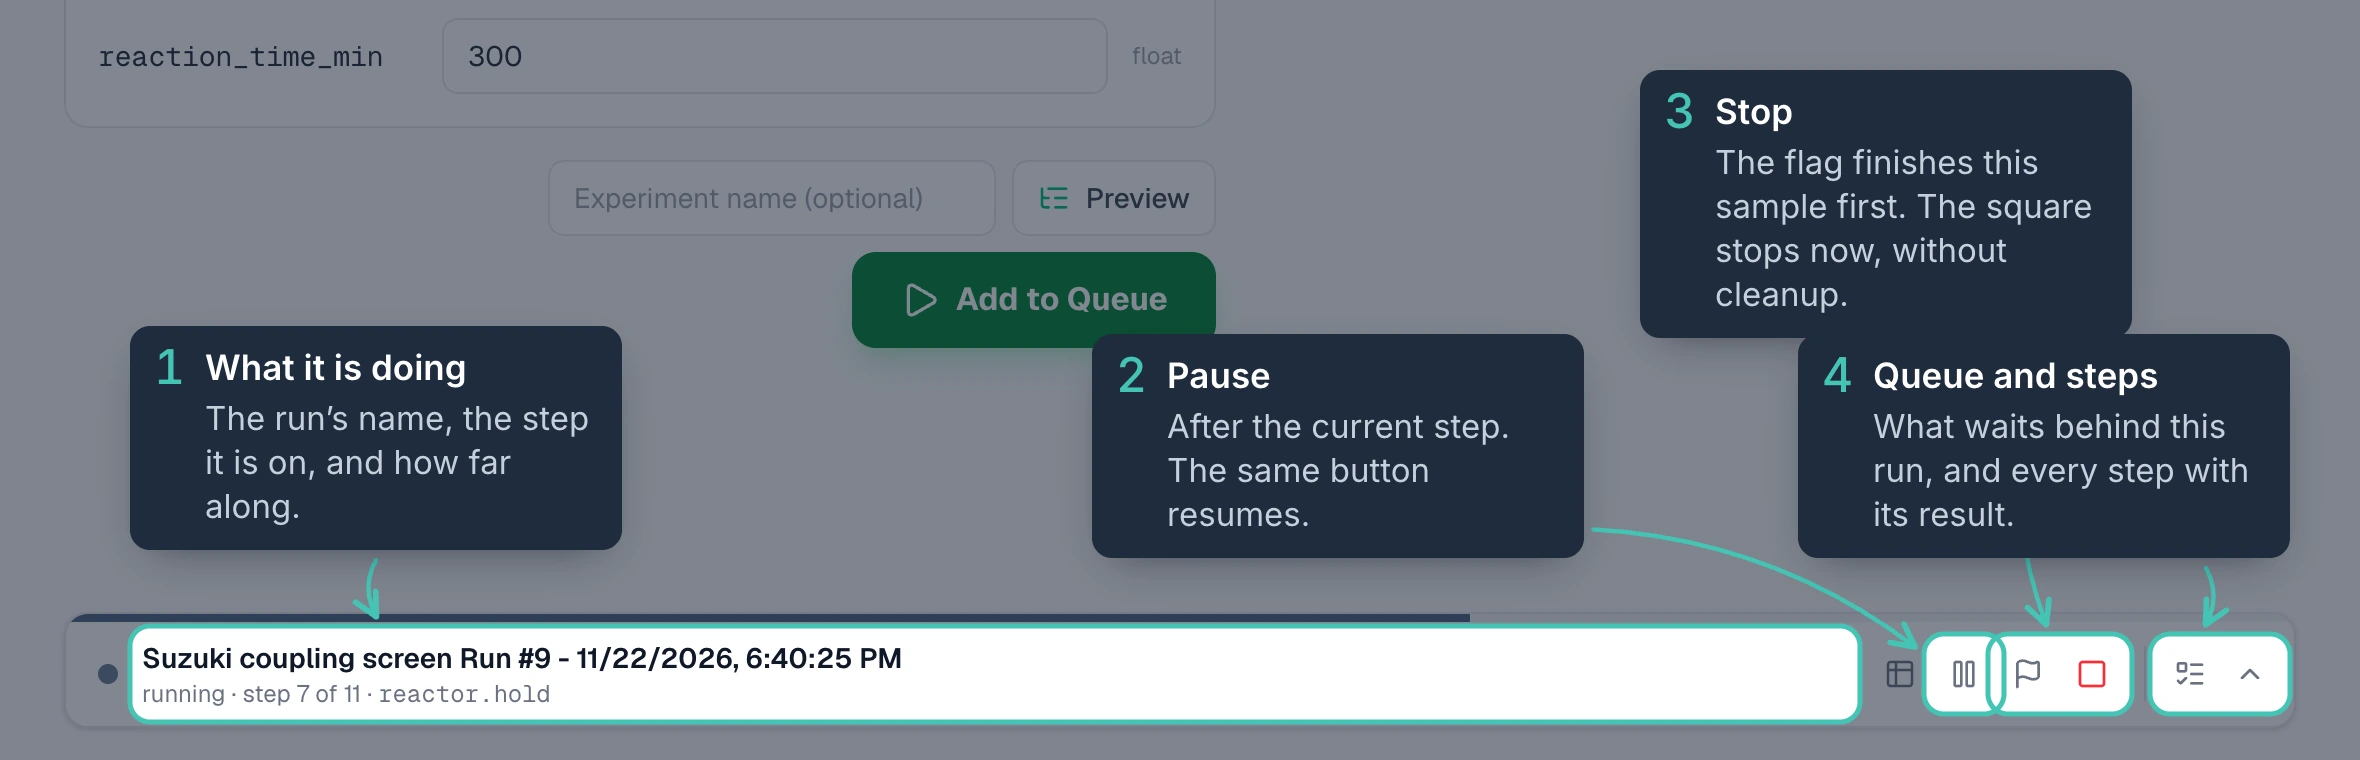 reaction_time_min
300
float
Experiment name (optional)
Preview
Add to Queue
1 What it is doing
The run’s name, the step
it is on, and how far
along.
2 Pause
After the current step.
The same button
resumes.
3 Stop
The flag finishes this
sample first. The square
stops now, without
cleanup.
4 Queue and steps
What waits behind this
run, and every step with
its result.
Suzuki coupling screen Run #9 - 11/22/2026, 6:40:25 PM
running · step 7 of 11 · reactor.hold